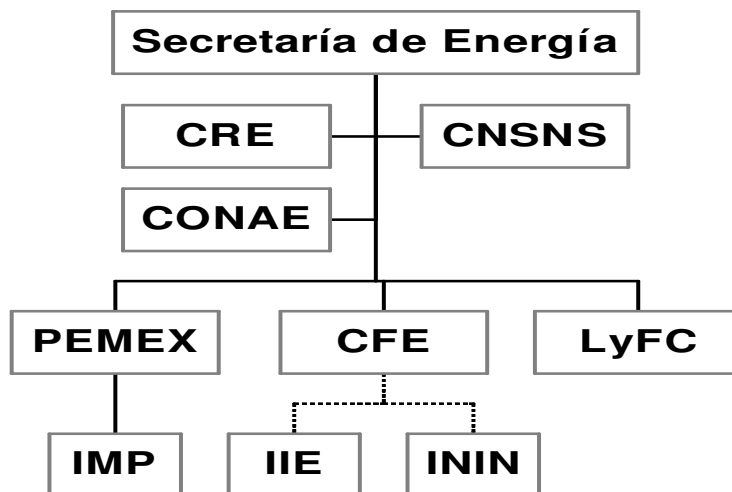 Secretaría de Energía
CRE
CNSNS
CONAE
PEMEX
CFE
LyFC
IMP
IIE
ININ